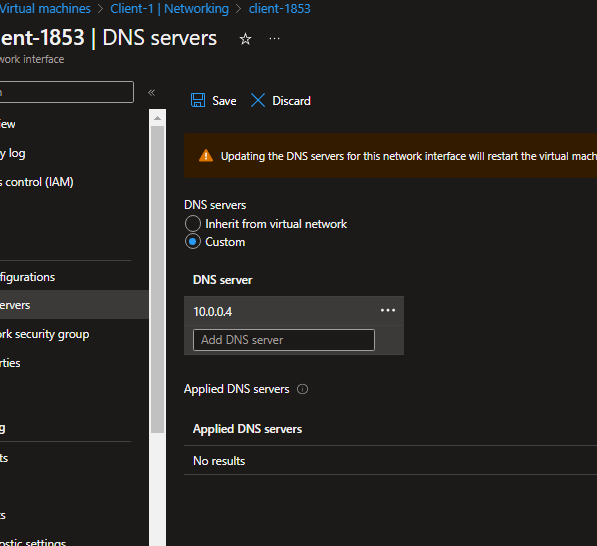 Virtual machines > Client-1 | Networking > client-1853
ent-1853 | DNS servers
work interface
«
Save
Discard
ew
y log
s control (IAM)
Updating the DNS servers for this network interface will restart the virtual mach
DNS servers
Inherit from virtual network
Custom
figurations
ervers
rk security group
rties
DNS server
10.0.0.4
Add DNS server
Applied DNS servers
Applied DNS servers
No results
g
ts
ts
ostic settings